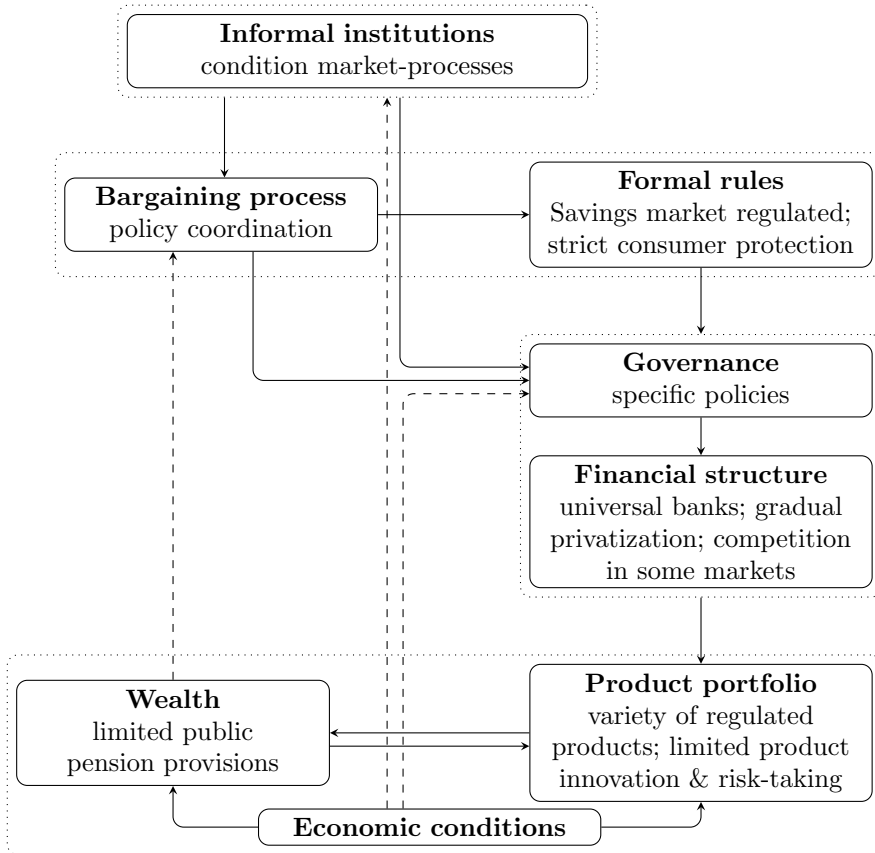 Informal institutions
condition market-processes
Bargaining process
policy coordination
Formal rules
Savings market regulated;
strict consumer protection
Governance
specific policies
Financial structure
universal banks; gradual
privatization; competition
in some markets
Wealth
limited public
pension provisions
Product portfolio
variety of regulated
products; limited product
innovation & risk-taking
Economic conditions